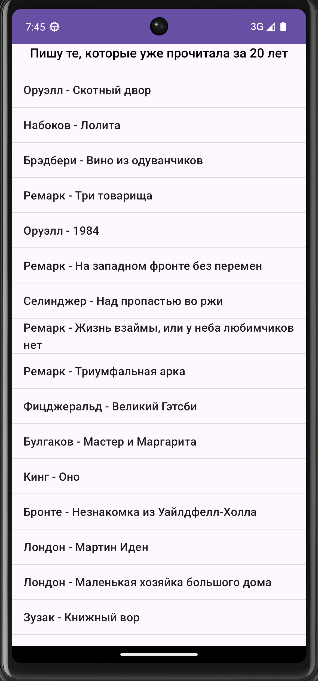 7:45
3G
Пишу те, которые уже прочитала за 20 лет
Оруэлл - Скотный двор
Набоков - Лолита
Брэдбери - Вино из одуванчиков
Ремарк - Три товарища
Оруэлл - 1984
Ремарк - На западном фронте без перемен
Селинджер - Над пропастью во ржи
Ремарк - Жизнь взаймы, или у неба любимчиков
нет
Ремарк - Триумфальная арка
Фицджеральд - Великий Гэтсби
Булгаков - Мастер и Маргарита
Кинг - Оно
Бронте - Незнакомка из Уайлдфелл-Холла
Лондон - Мартин Иден
Лондон - Маленькая хозяйка большого дома
Зузак - Книжный вор